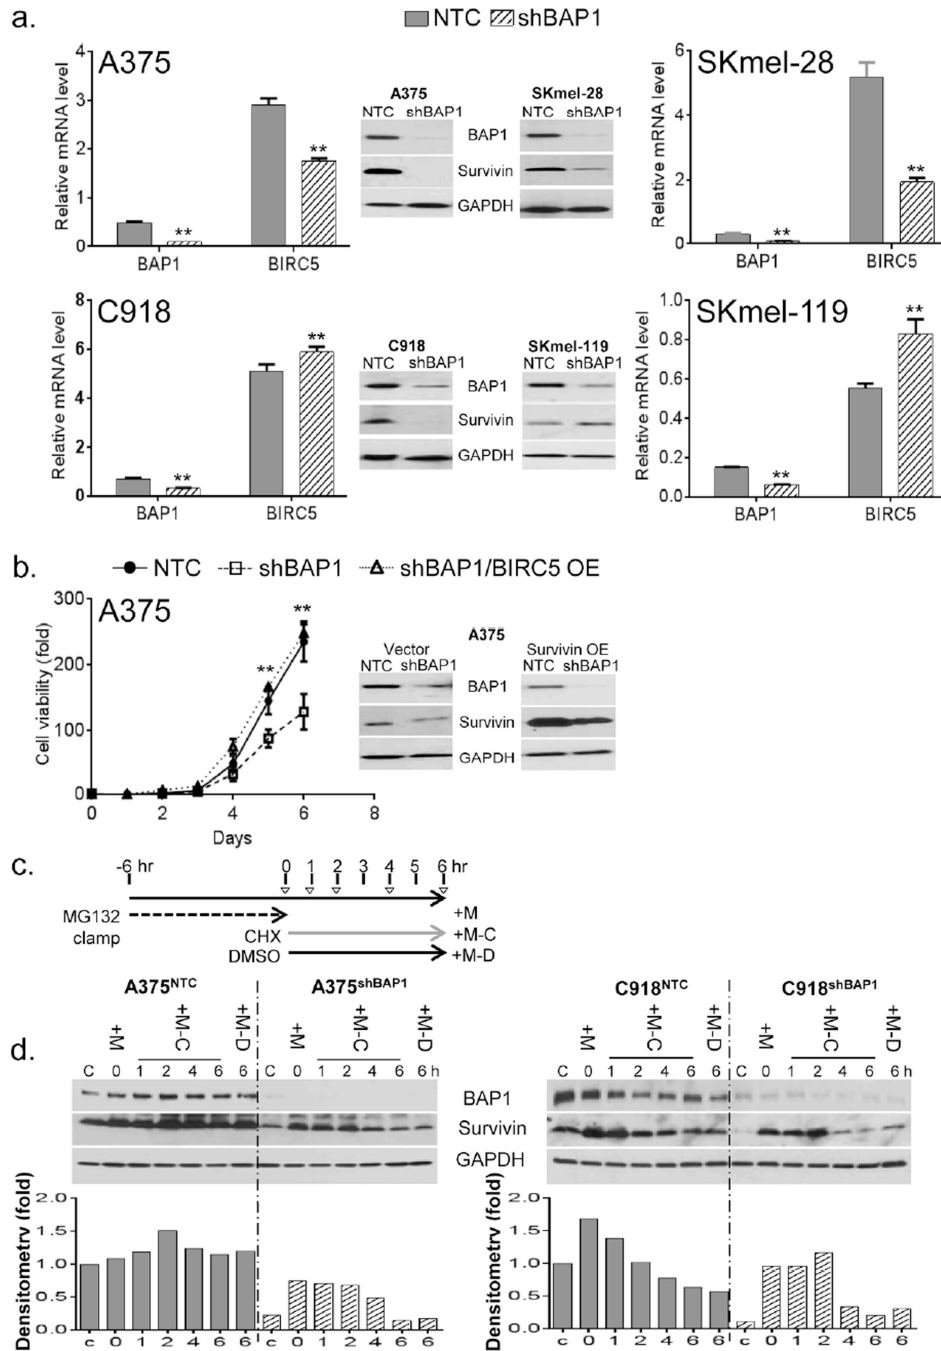 a.
NTC shBAP1
A375
Relative mRNA level
4
3
2
1
0
**
**
BAP1 BIRC5
A375 SKmel-28
NTC shBAP1 NTC shBAP1
BAP1
Survivin
GAPDH
SKmel-28
Relative mRNA level
6
4
2
0
**
**
BAP1 BIRC5
C918
Relative mRNA level
8
6
4
2
0
**
**
BAP1 BIRC5
C918 SKmel-119
NTC shBAP1 NTC shBAP1
BAP1
Survivin
GAPDH
SKmel-119
Relative mRNA level
1.0
0.8
0.6
0.4
0.2
0.0
**
**
BAP1 BIRC5
b.
NTC shBAP1 shBAP1/BIRC5 OE
A375
Cell viability (fold)
300
200
100
0
**
**
0 2 4 6 8
Days
A375
Vector Survivin OE
NTC shBAP1 NTC shBAP1
BAP1
Survivin
GAPDH
c.
-6 hr 0 1 2 3 4 5 6 hr
MG132 +M
clamp CHX +M-C
DMSO +M-D
A375NTC A375shBAP1 C918NTC C918shBAP1
+M +M-C +M-D +M +M-C +M-D +M +M-C +M-D +M +M-C +M-D
d.
C 0 1 2 4 6 6 C 0 1 2 4 6 6 h C 0 1 2 4 6 6 C 0 1 2 4 6 6 h
BAP1
Survivin
GAPDH
Densitometry (fold)
2.0
1.5
1.0
0.5
0.0
c 0 1 2 4 6 6 c 0 1 2 4 6 6
Densitometry (fold)
2.0
1.5
1.0
0.5
0.0
c 0 1 2 4 6 6 c 0 1 2 4 6 6